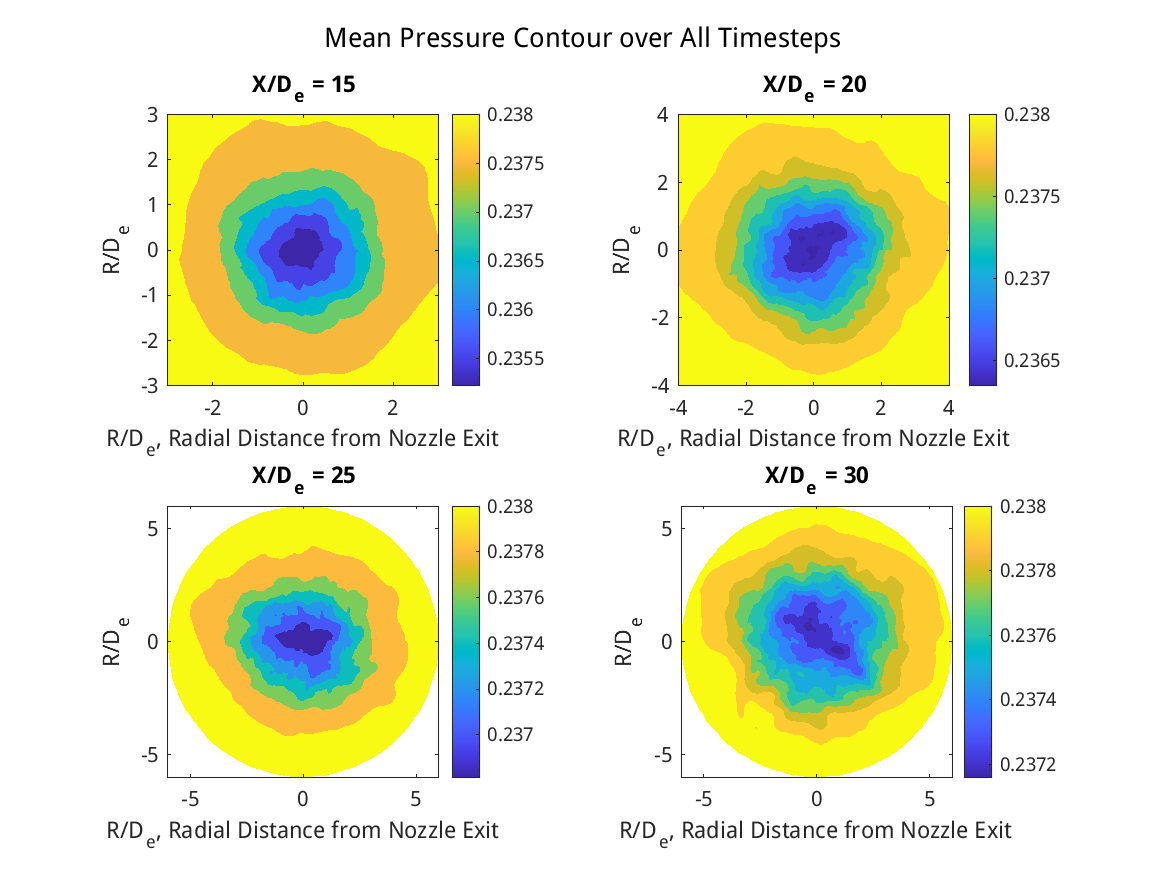 Mean Pressure Contour over All Timesteps
X/De = 15
3
2
1
0
-1
-2
-3
R/De
-2 0 2
R/De, Radial Distance from Nozzle Exit
0.238
0.2375
0.237
0.2365
0.236
0.2355
X/De = 20
4
2
0
-2
-4
R/De
-4 -2 0 2 4
R/De, Radial Distance from Nozzle Exit
0.238
0.2375
0.237
0.2365
X/De = 25
5
0
-5
R/De
-5 0 5
R/De, Radial Distance from Nozzle Exit
0.238
0.2378
0.2376
0.2374
0.2372
0.237
X/De = 30
5
0
-5
R/De
-5 0 5
R/De, Radial Distance from Nozzle Exit
0.238
0.2378
0.2376
0.2374
0.2372